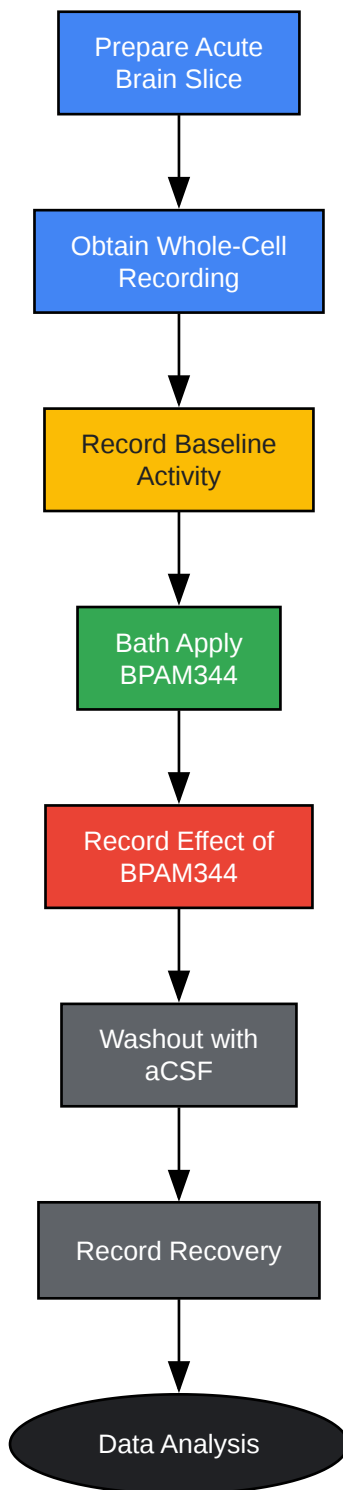 Prepare Acute
Brain Slice
Obtain Whole-Cell
Recording
Record Baseline
Activity
Bath Apply
BPAM344
Record Effect of
BPAM344
Washout with
aCSF
Record Recovery
Data Analysis